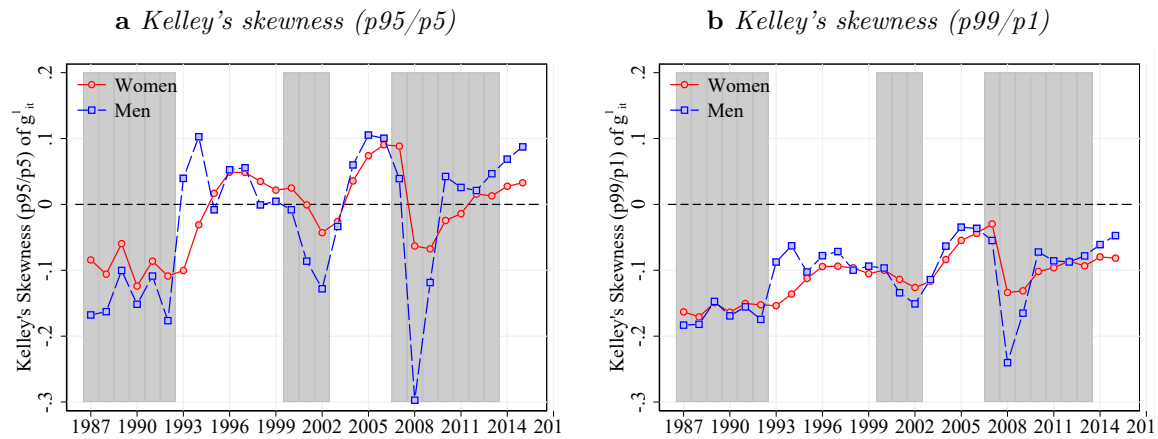 a Kelley's skewness (p95/p5)
Kelley's Skewness (p95/p5) of g¹ᵢₜ
Women
Men
.2
.1
0
-.1
-.2
-.3
1987 1990 1993 1996 1999 2002 2005 2008 2011 2014 201
b Kelley's skewness (p99/p1)
Kelley's Skewness (p99/p1) of g¹ᵢₜ
Women
Men
.2
.1
0
-.1
-.2
-.3
1987 1990 1993 1996 1999 2002 2005 2008 2011 2014 201